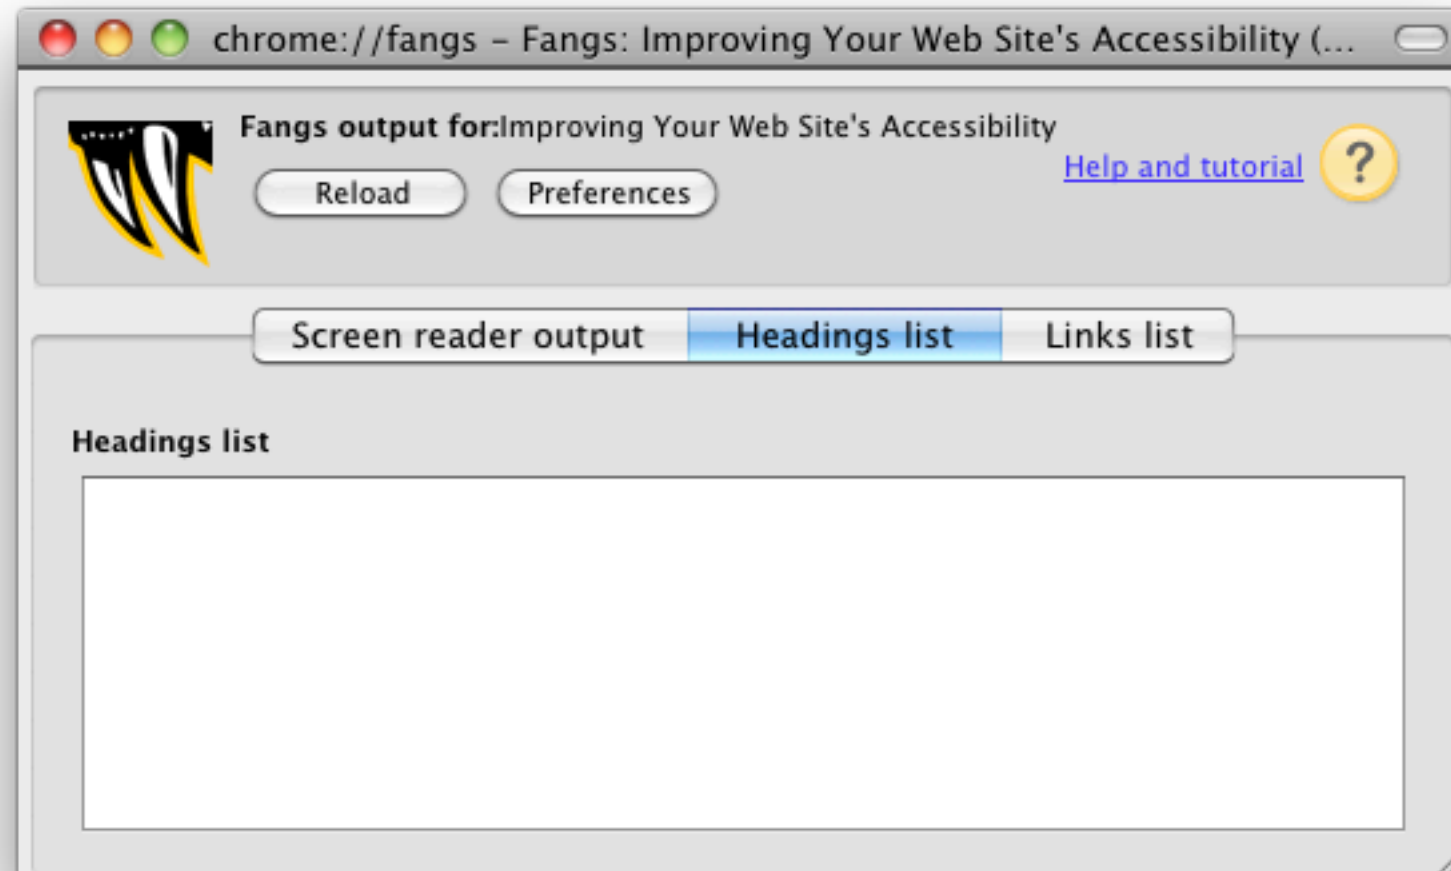 chrome://fangs – Fangs: Improving Your Web Site's Accessibility (...
Fangs output for:Improving Your Web Site's Accessibility
Help and tutorial ?
Reload Preferences
Screen reader output Headings list Links list
Headings list